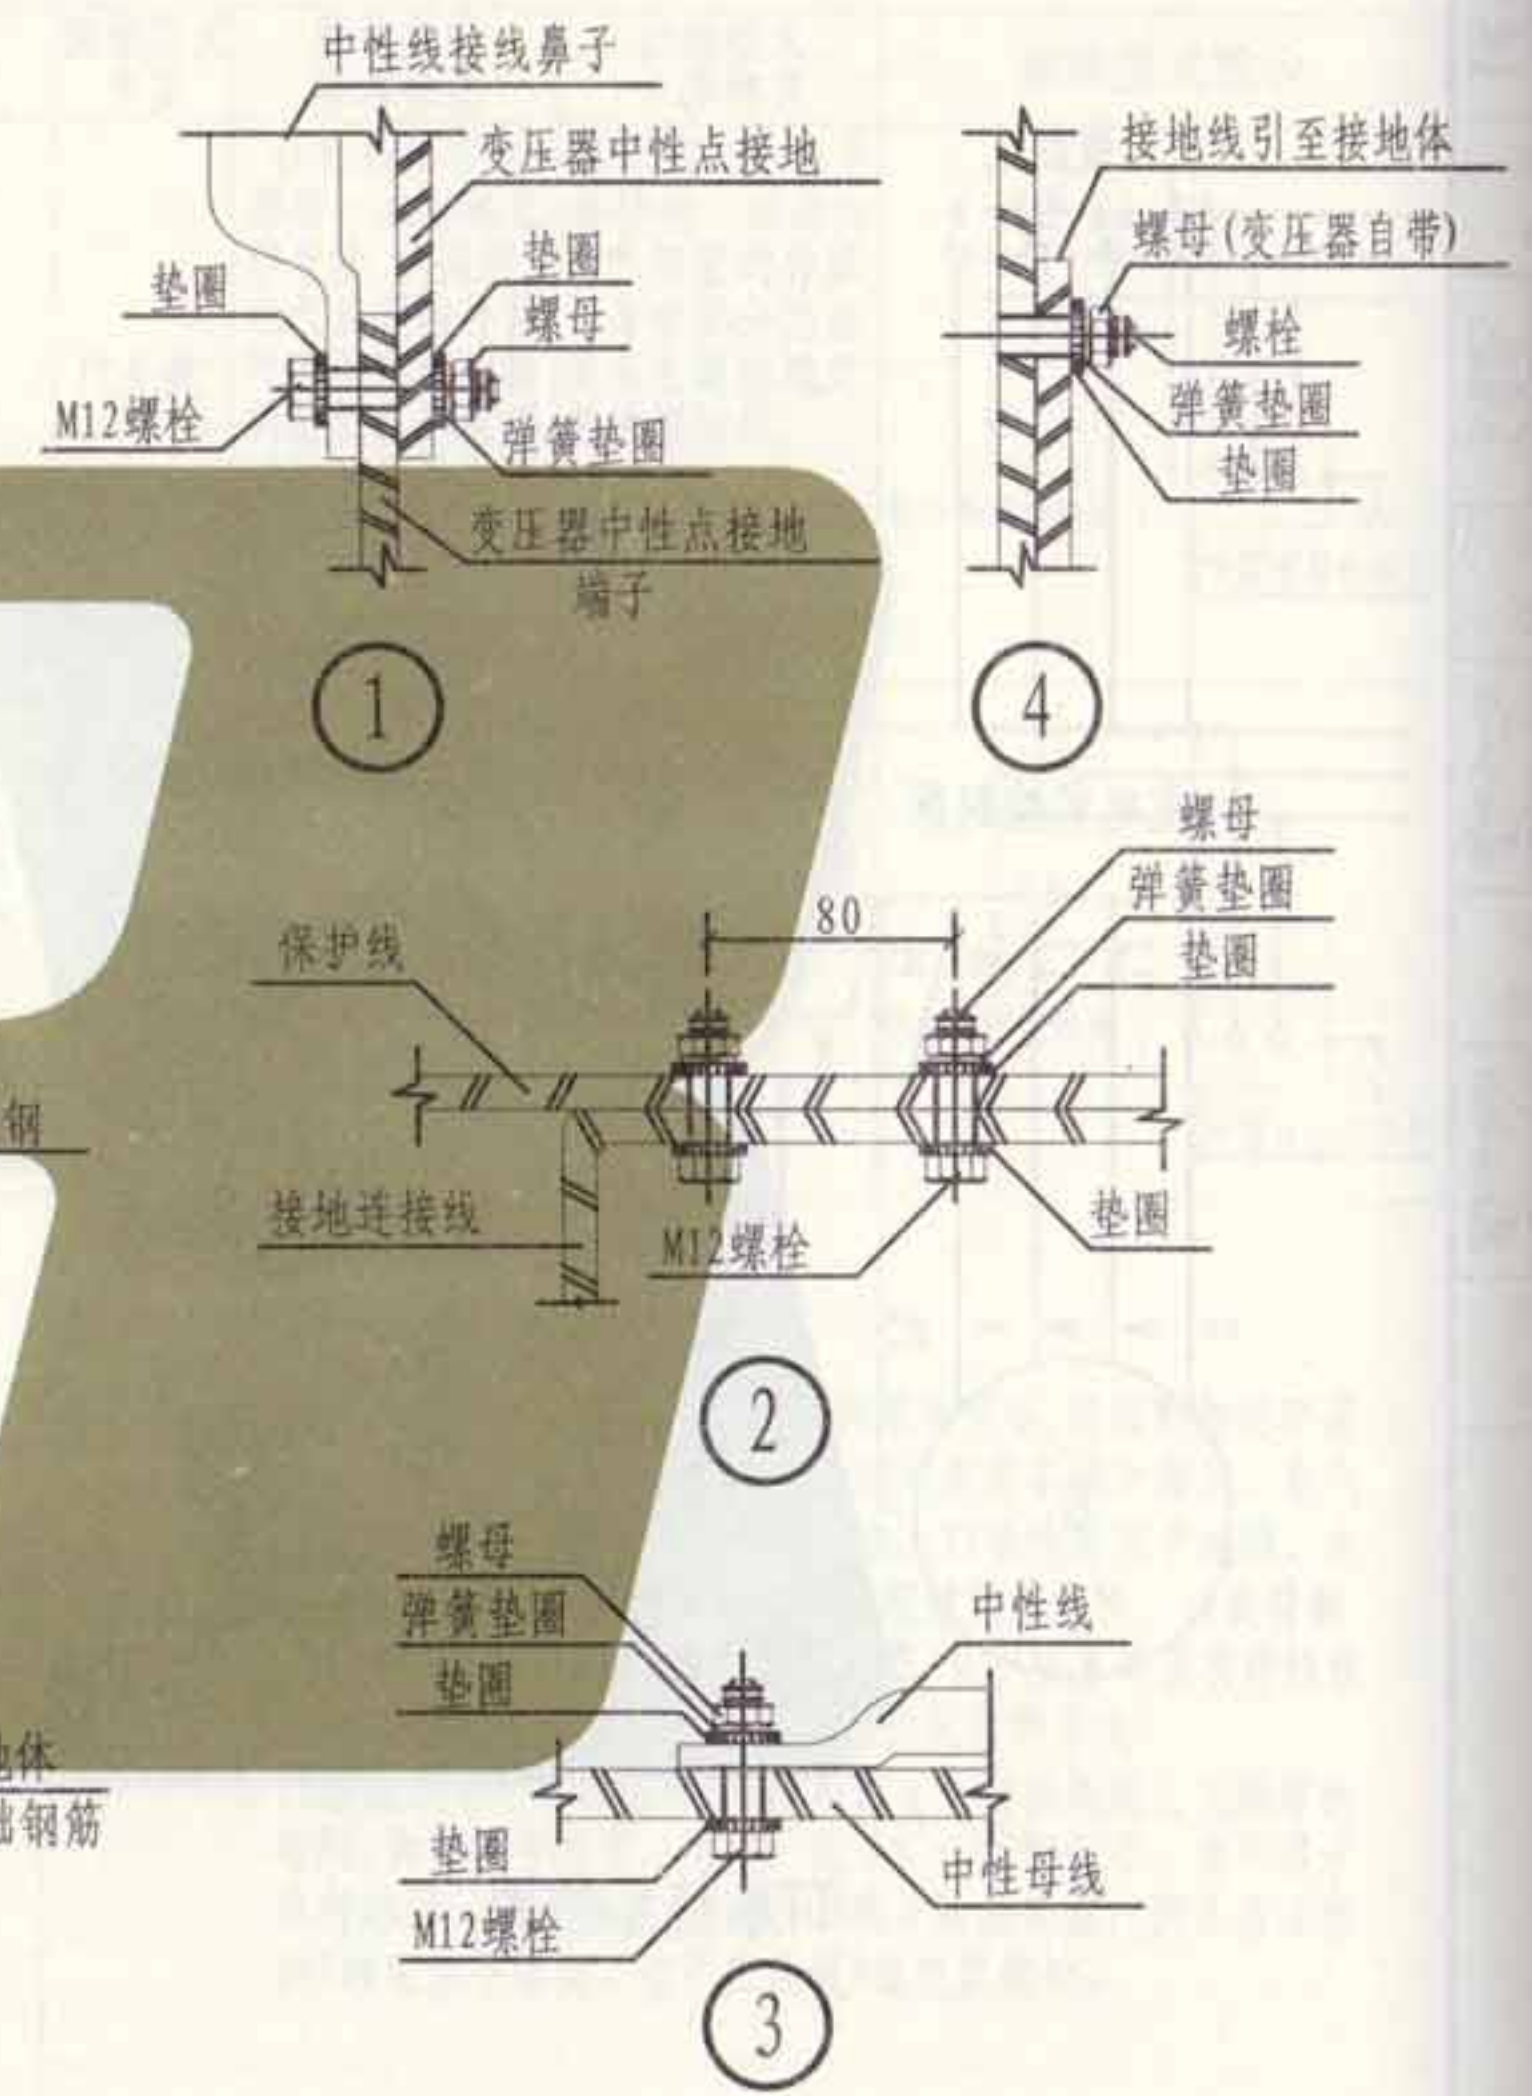 中性线接线鼻子
变压器中性点接地
垫圈
垫圈
螺母
M12螺栓
弹簧垫圈
变压器中性点接地
端子
1
接地线引至接地体
螺母(变压器自带)
螺栓
弹簧垫圈
垫圈
4
螺母
弹簧垫圈
垫圈
80
保护线
钢
接地连接线
M12螺栓
垫圈
2
螺母
弹簧垫圈
垫圈
中性线
地体
础钢筋
垫圈
M12螺栓
中性母线
3